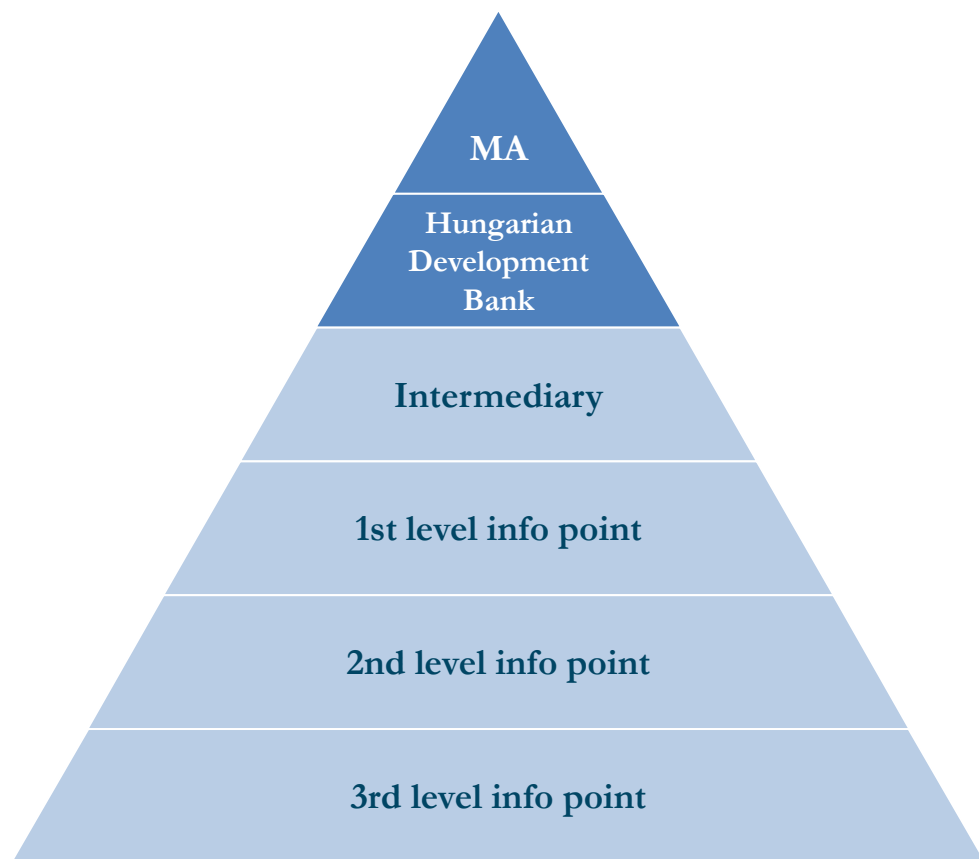 MA
Hungarian
Development
Bank
Intermediary
1st level info point
2nd level info point
3rd level info point